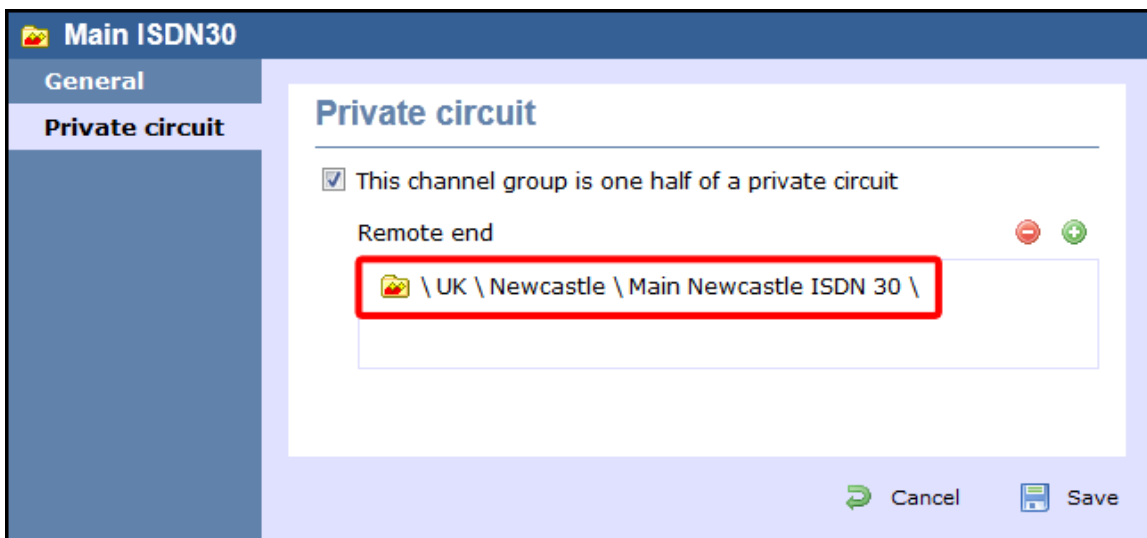 Main ISDN30
General
Private circuit
Private circuit
This channel group is one half of a private circuit
Remote end
\ UK \ Newcastle \ Main Newcastle ISDN 30 \
Cancel
Save